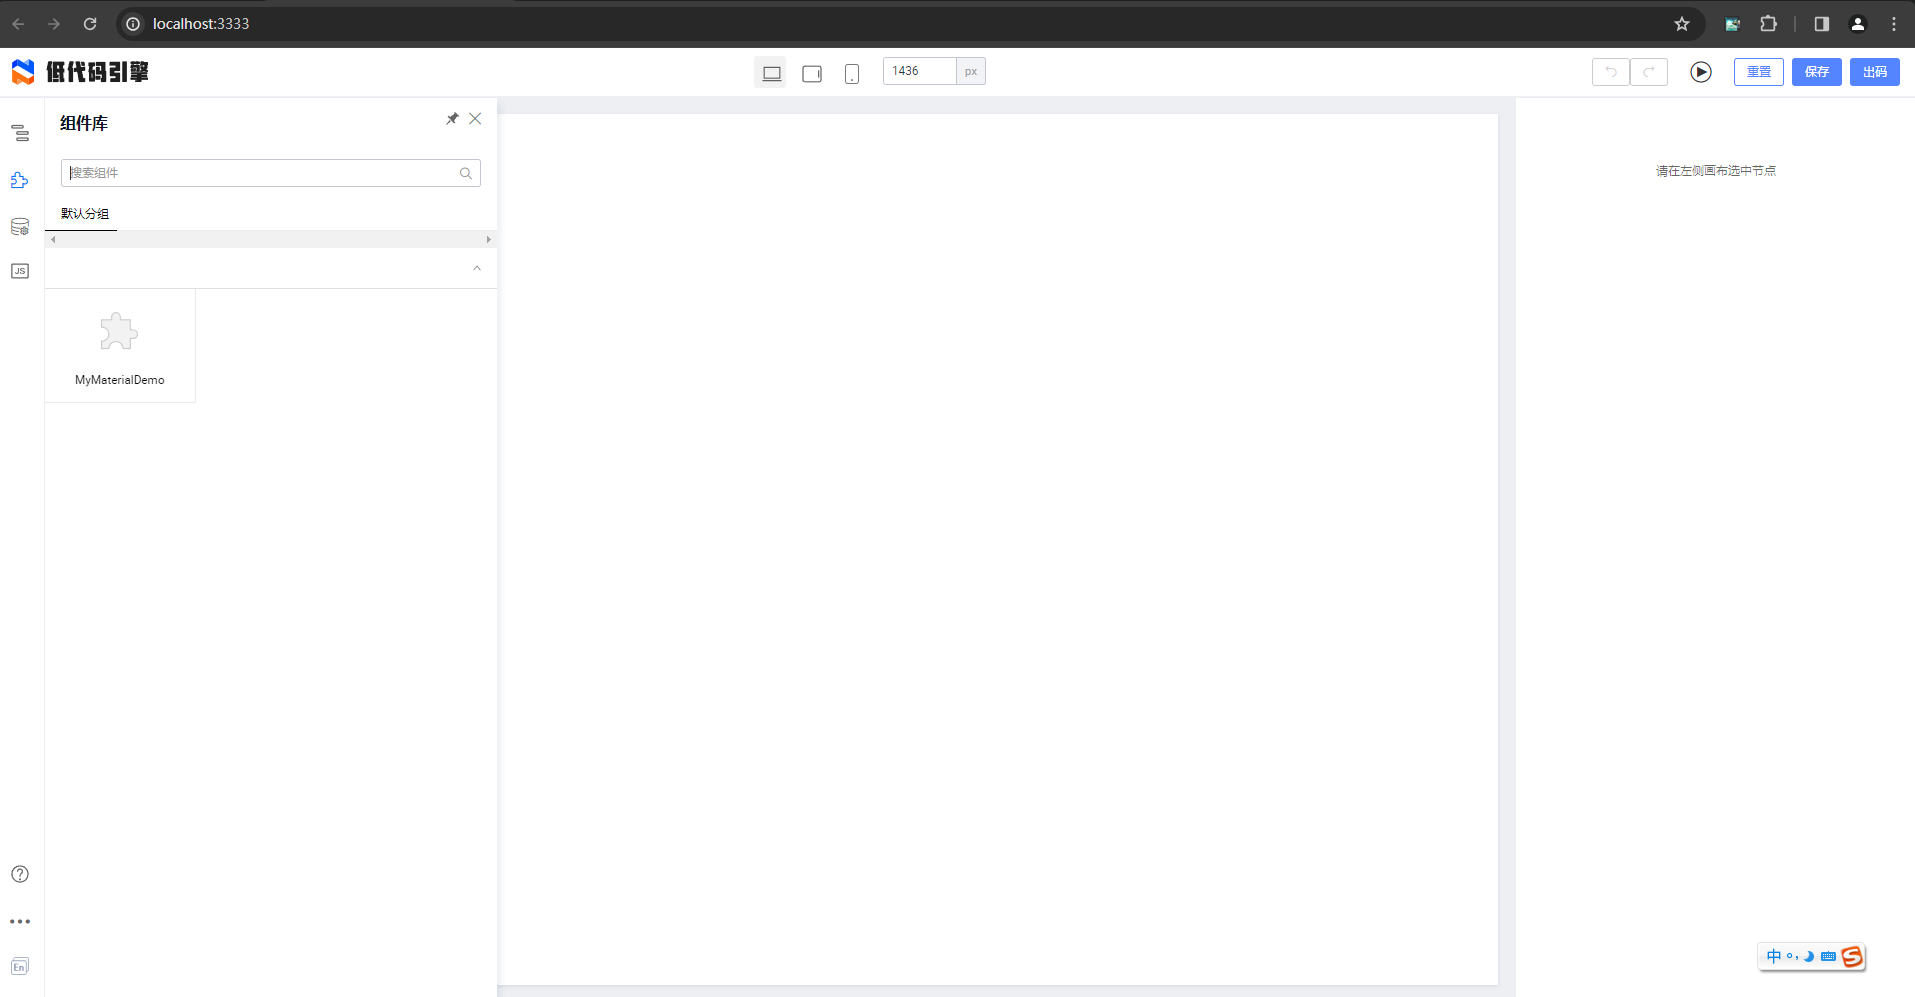 localhost:3333
低代码引擎
1436 px
重置 保存 出码
组件库
搜索组件
默认分组
JS
MyMaterialDemo
请在左侧画布选中节点
En
中